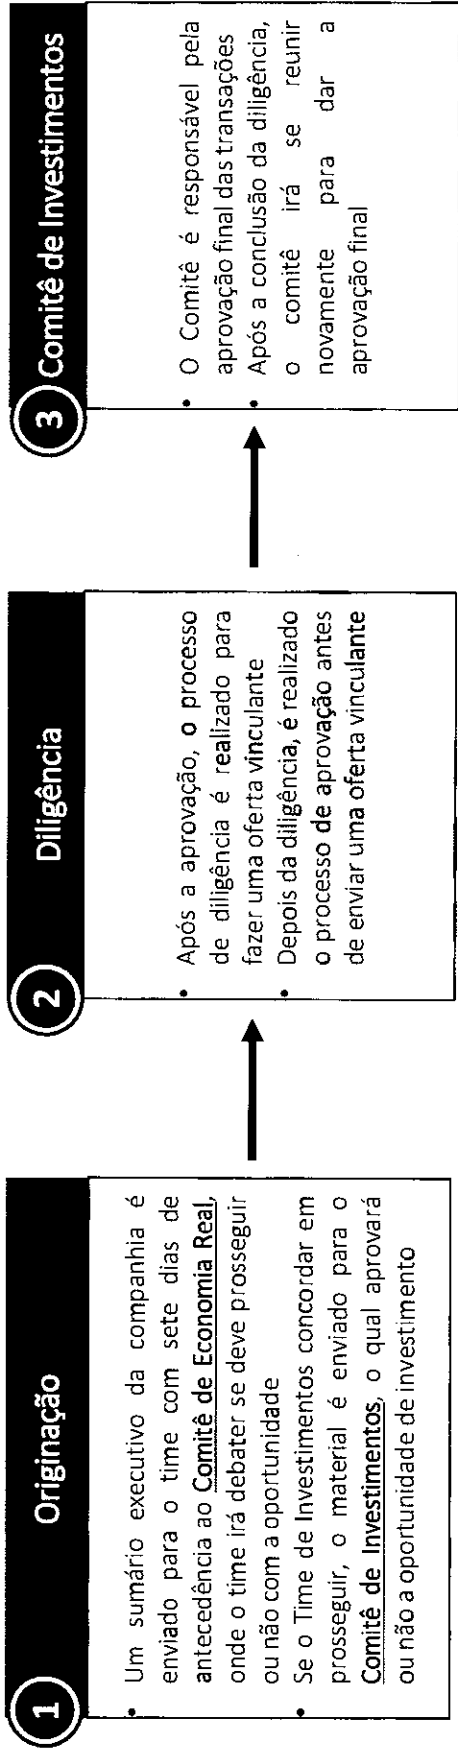 1
Originação
• Um sumário executivo da companhia é
enviado para o time com sete dias de
antecedência ao Comitê de Economia Real,
onde o time irá debater se deve prosseguir
ou não com a oportunidade
• Se o Time de Investimentos concordar em
prosseguir, o material é enviado para o
Comitê de Investimentos, o qual aprovará
ou não a oportunidade de investimento
2
Diligência
• Após a aprovação, o processo
de diligência é realizado para
fazer uma oferta vinculante
• Depois da diligência, é realizado
o processo de aprovação antes
de enviar uma oferta vinculante
3
Comitê de Investimentos
• O Comitê é responsável pela
aprovação final das transações
• Após a conclusão da diligência,
o comitê irá se reunir
novamente para dar a
aprovação final